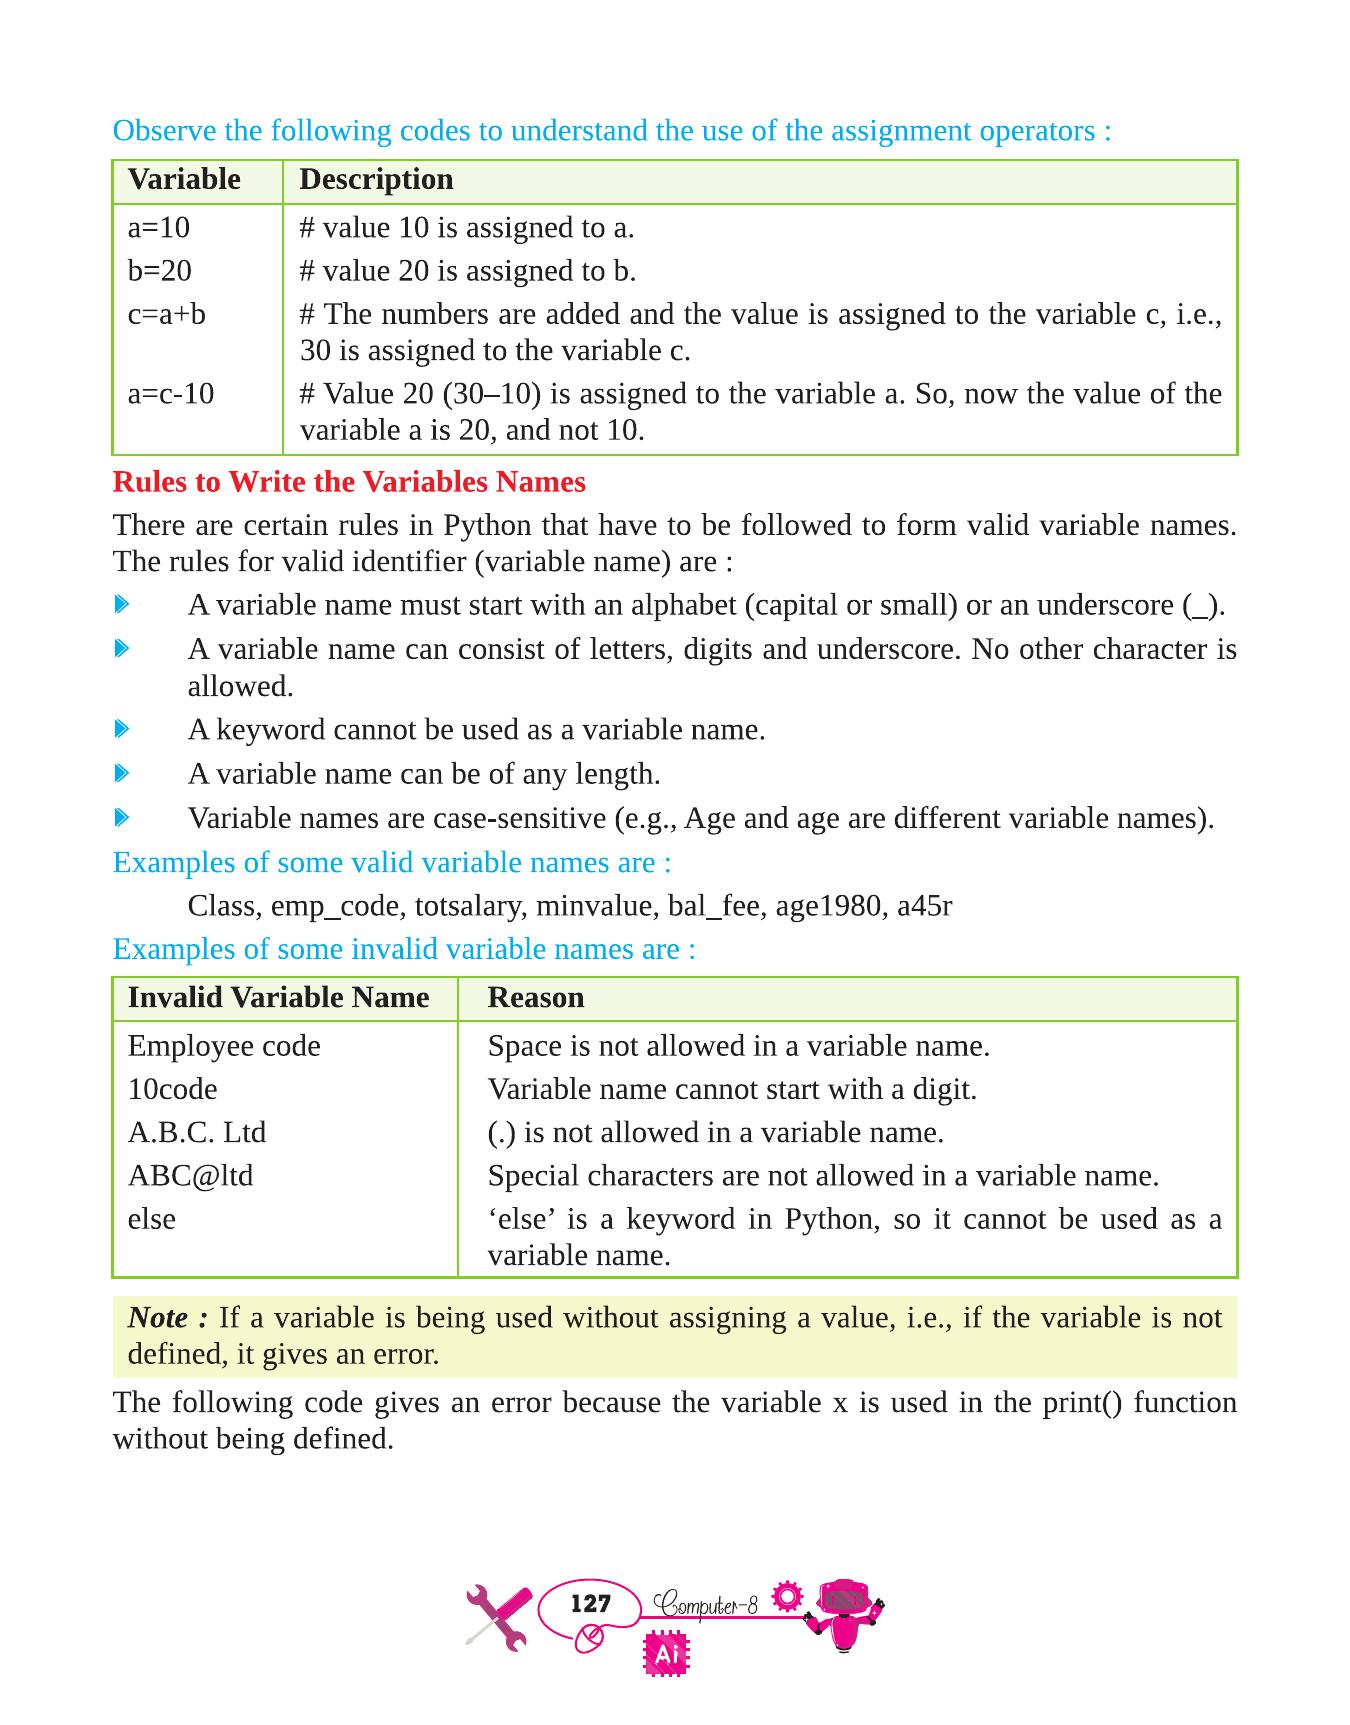 Observe the following codes to understand the use of the assignment operators :
Variable Description
a=10 # value 10 is assigned to a.
b=20 # value 20 is assigned to b.
c=a+b # The numbers are added and the value is assigned to the variable c, i.e.,
30 is assigned to the variable c.
a=c-10 # Value 20 (30–10) is assigned to the variable a. So, now the value of the
variable a is 20, and not 10.
Rules to Write the Variables Names
There are certain rules in Python that have to be followed to form valid variable names.
The rules for valid identifier (variable name) are :
A variable name must start with an alphabet (capital or small) or an underscore (_).
A variable name can consist of letters, digits and underscore. No other character is
allowed.
A keyword cannot be used as a variable name.
A variable name can be of any length.
Variable names are case-sensitive (e.g., Age and age are different variable names).
Examples of some valid variable names are :
Class, emp_code, totsalary, minvalue, bal_fee, age1980, a45r
Examples of some invalid variable names are :
Invalid Variable Name Reason
Employee code Space is not allowed in a variable name.
10code Variable name cannot start with a digit.
A.B.C. Ltd (.) is not allowed in a variable name.
ABC@ltd Special characters are not allowed in a variable name.
else ‘else’ is a keyword in Python, so it cannot be used as a
variable name.
Note : If a variable is being used without assigning a value, i.e., if the variable is not
defined, it gives an error.
The following code gives an error because the variable x is used in the print() function
without being defined.
127 Computer-8
Ai